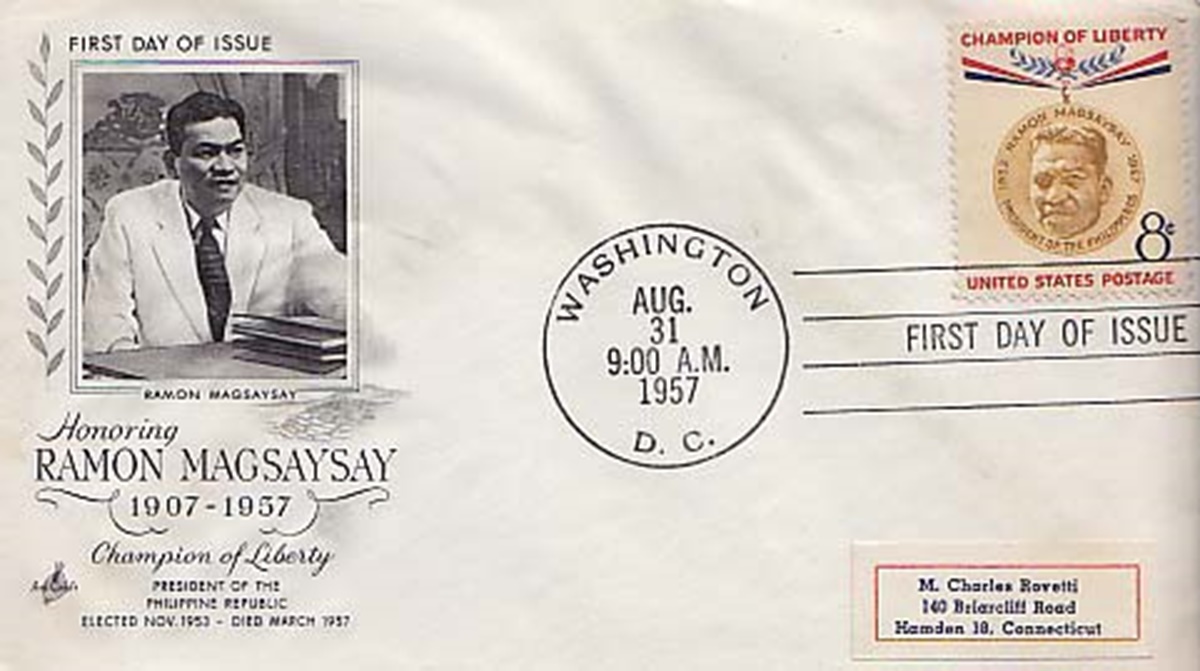 FIRST DAY OF ISSUE
RAMON MAGSAYSAY
Honoring
RAMON MAGSAYSAY
1907-1957
Champion of Liberty
PRESIDENT OF THE
PHILIPPINE REPUBLIC
ELECTED NOV. 1953 - DIED MARCH 1957
WASHINGTON
AUG.
31
9:00 A.M.
1957
D. C.
CHAMPION OF LIBERTY
RAMON MAGSAYSAY 1957
PRESIDENT OF THE PHILIPPINES
8c
UNITED STATES POSTAGE
FIRST DAY OF ISSUE
M. Charles Rovetti
140 Briarcliff Road
Hamden 18, Connecticut